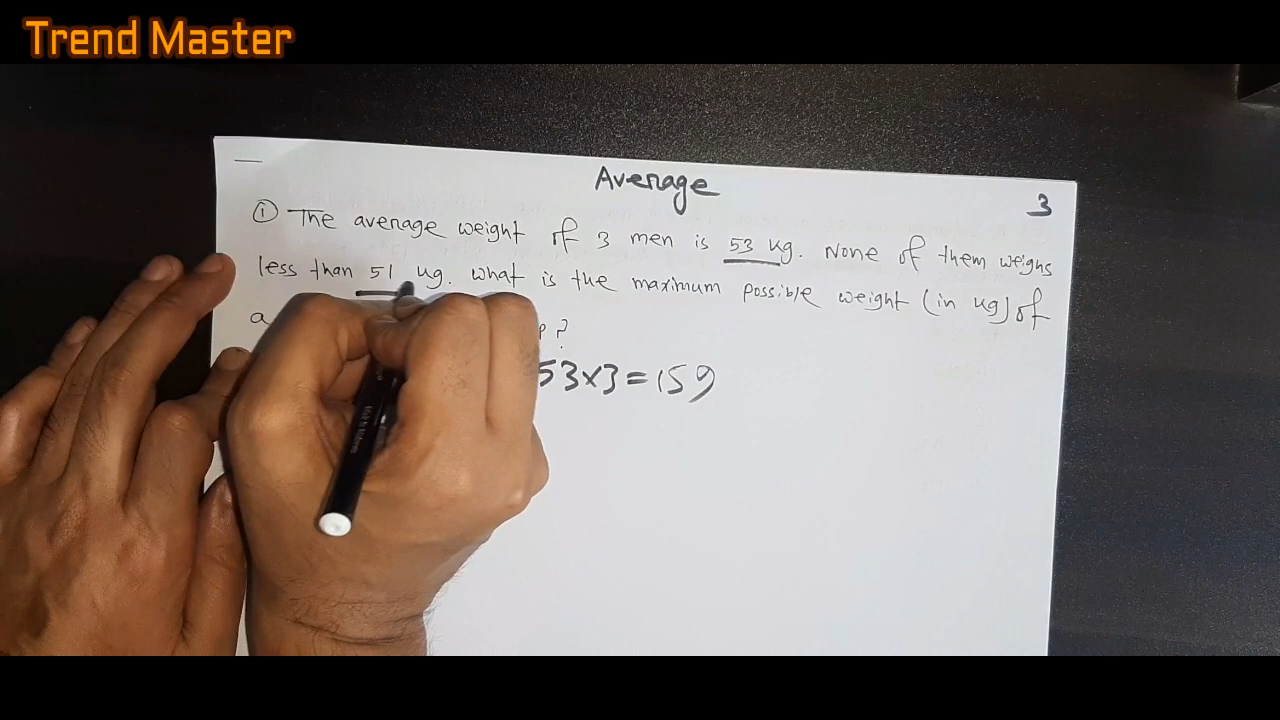 Trend Master
Average
3
① The average weight of 3 men is 53 kg. None of them weighs
less than 51 kg. what is the maximum possible weight (in kg) of
a ?
53×3=159